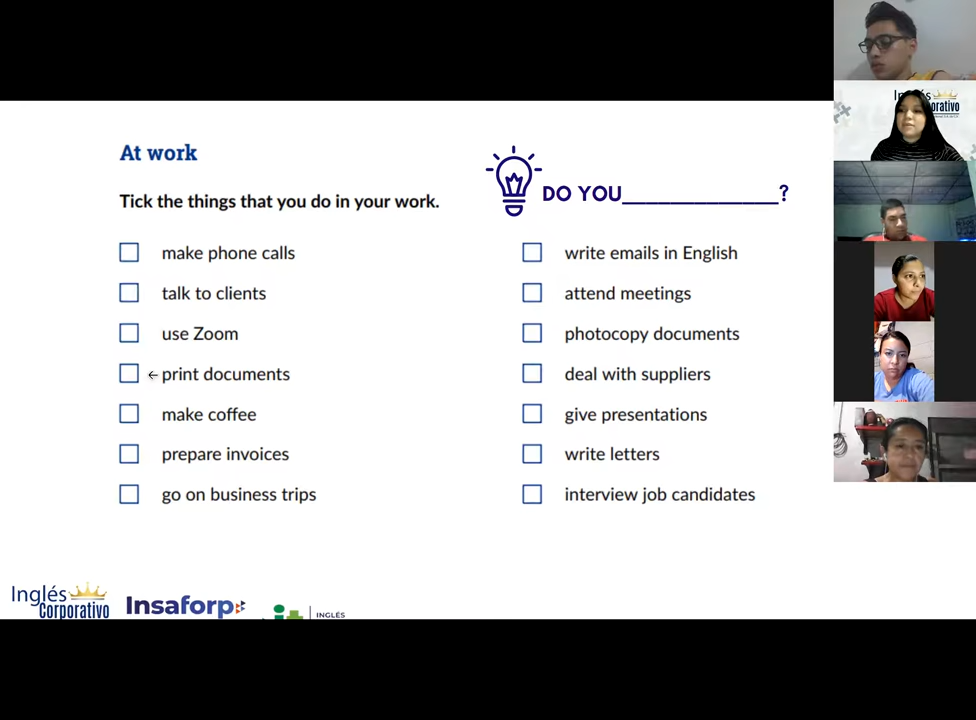 At work
DO YOU_____________?
Tick the things that you do in your work.
make phone calls
talk to clients
use Zoom
print documents
make coffee
prepare invoices
go on business trips
write emails in English
attend meetings
photocopy documents
deal with suppliers
give presentations
write letters
interview job candidates
Inglés
Corporativo
Insaforp
INGLÉS